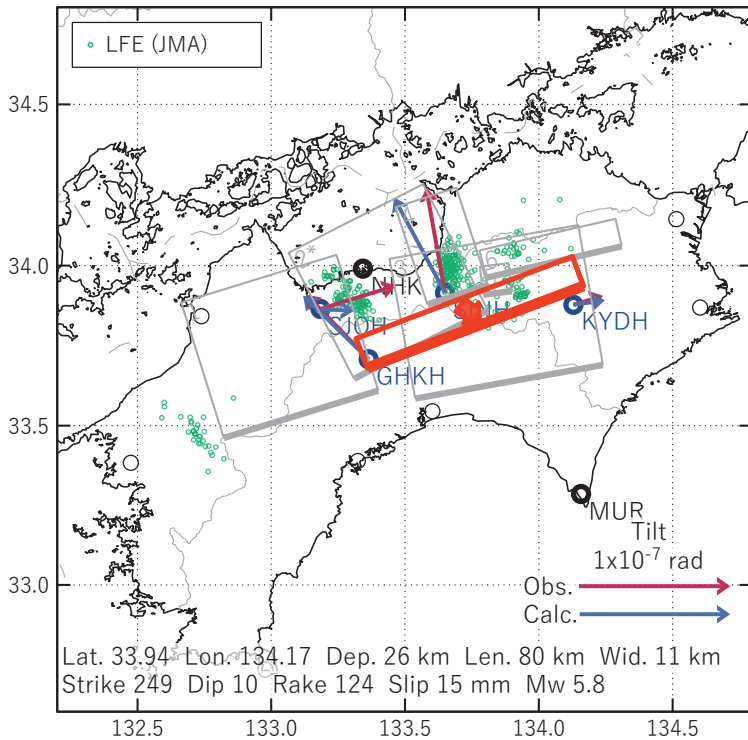 LFE (JMA)
34.5
34.0
33.5
33.0
NHK
KYDH
GHKH
MUR
Tilt
1x10⁻⁷ rad
Obs.
Calc.
Lat. 33.94 Lon. 134.17 Dep. 26 km Len. 80 km Wid. 11 km
Strike 249 Dip 10 Rake 124 Slip 15 mm Mw 5.8
132.5 133.0 133.5 134.0 134.5